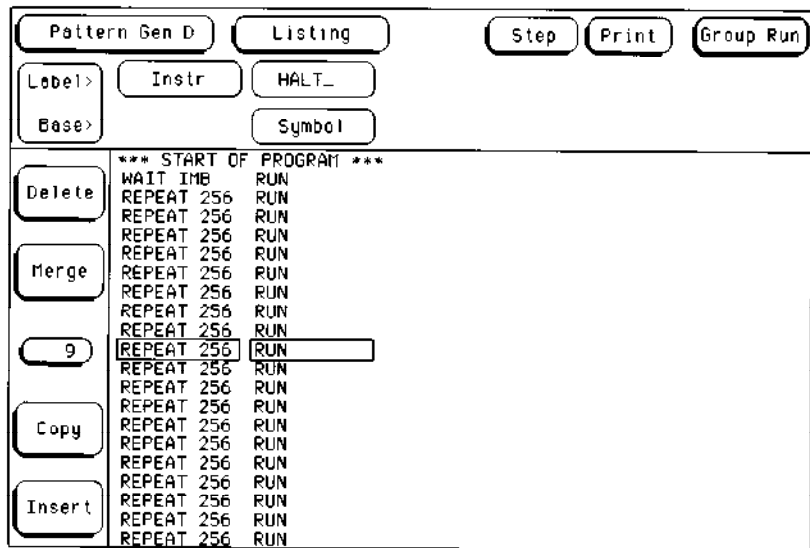 Pattern Gen D Listing Step Print Group Run
Label> Instr HALT_
Base> Symbol
*** START OF PROGRAM ***
WAIT IMB RUN
Delete REPEAT 256 RUN
REPEAT 256 RUN
REPEAT 256 RUN
REPEAT 256 RUN
Merge REPEAT 256 RUN
REPEAT 256 RUN
REPEAT 256 RUN
REPEAT 256 RUN
9 REPEAT 256 RUN
REPEAT 256 RUN
REPEAT 256 RUN
REPEAT 256 RUN
Copy REPEAT 256 RUN
REPEAT 256 RUN
REPEAT 256 RUN
REPEAT 256 RUN
Insert REPEAT 256 RUN
REPEAT 256 RUN
REPEAT 256 RUN